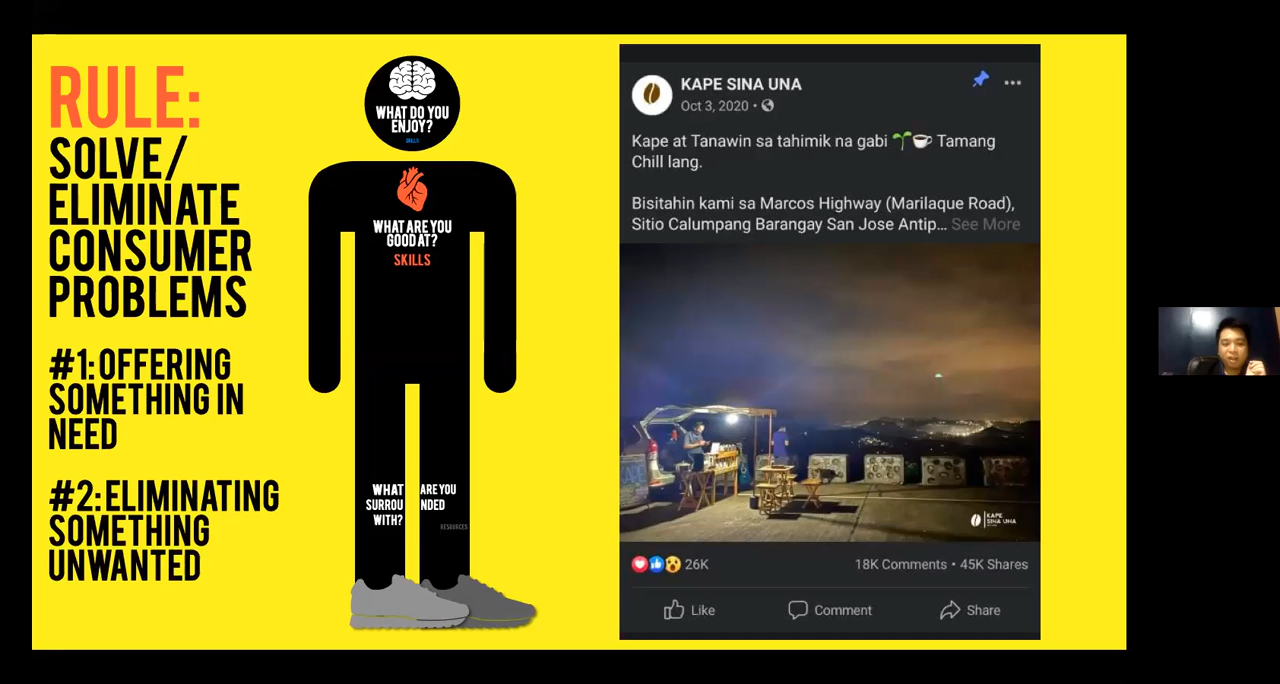 RULE:
SOLVE/
ELIMINATE
CONSUMER
PROBLEMS
#1: OFFERING
SOMETHING IN
NEED
#2: ELIMINATING
SOMETHING
UNWANTED
WHAT DO YOU
ENJOY?
SKILLS
WHAT ARE YOU
GOOD AT?
SKILLS
WHAT ARE YOU
SURROUNDED
WITH?
RESOURCES
KAPE SINA UNA
Oct 3, 2020 •
Kape at Tanawin sa tahimik na gabi 🌱☕ Tamang
Chill lang.
Bisitahin kami sa Marcos Highway (Marilaque Road),
Sitio Calumpang Barangay San Jose Antip... See More
KAPE
SINA UNA
26K
18K Comments • 45K Shares
Like
Comment
Share